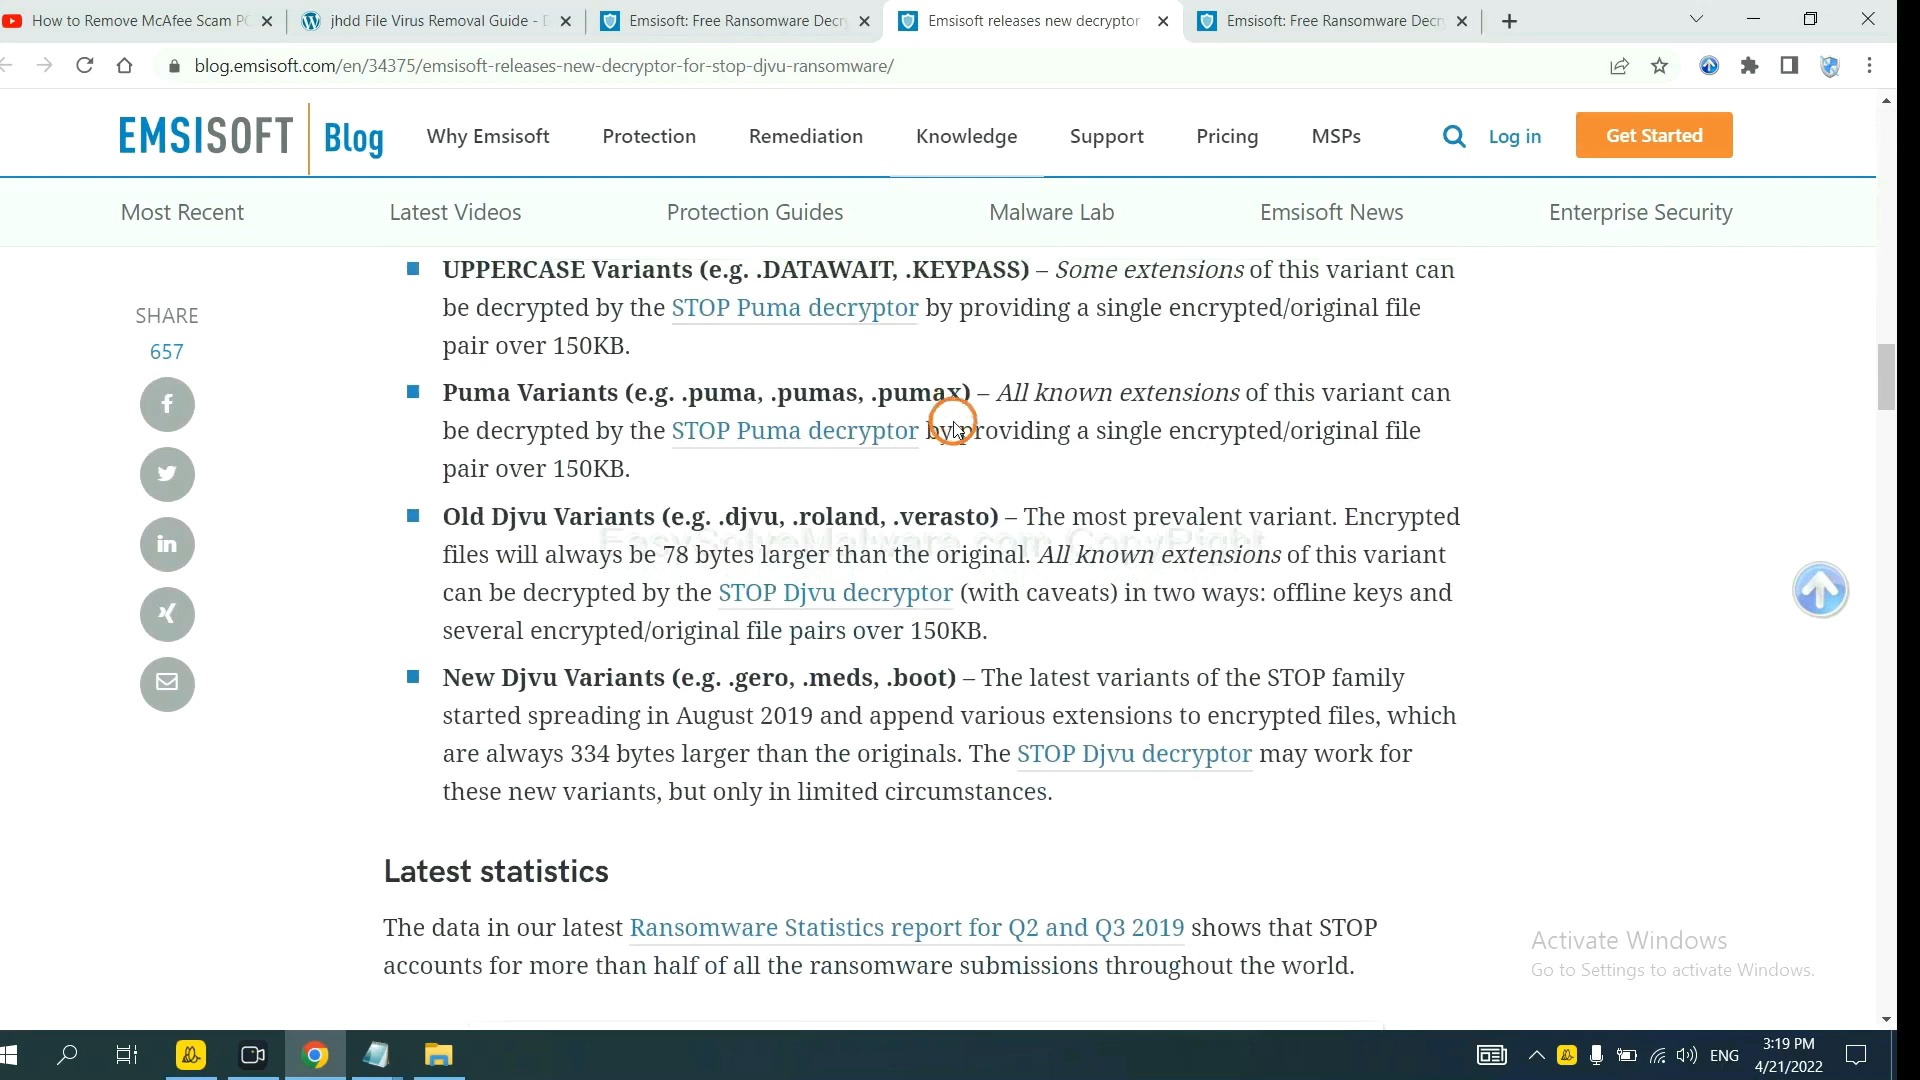 How to Remove McAfee Scam P
jhdd File Virus Removal Guide - D
Emsisoft: Free Ransomware Decr
Emsisoft releases new decryptor
Emsisoft: Free Ransomware Decr
blog.emsisoft.com/en/34375/emsisoft-releases-new-decryptor-for-stop-djvu-ransomware/
EMSISOFT Blog
Why Emsisoft
Protection
Remediation
Knowledge
Support
Pricing
MSPs
Log in
Get Started
Most Recent
Latest Videos
Protection Guides
Malware Lab
Emsisoft News
Enterprise Security
SHARE
657
UPPERCASE Variants (e.g. .DATAWAIT, .KEYPASS) – Some extensions of this variant can
be decrypted by the STOP Puma decryptor by providing a single encrypted/original file
pair over 150KB.
Puma Variants (e.g. .puma, .pumas, .pumax) – All known extensions of this variant can
be decrypted by the STOP Puma decryptor by providing a single encrypted/original file
pair over 150KB.
Old Djvu Variants (e.g. .djvu, .roland, .verasto) – The most prevalent variant. Encrypted
files will always be 78 bytes larger than the original. All known extensions of this variant
can be decrypted by the STOP Djvu decryptor (with caveats) in two ways: offline keys and
several encrypted/original file pairs over 150KB.
EasySolveMalware.com CopyRight
New Djvu Variants (e.g. .gero, .meds, .boot) – The latest variants of the STOP family
started spreading in August 2019 and append various extensions to encrypted files, which
are always 334 bytes larger than the originals. The STOP Djvu decryptor may work for
these new variants, but only in limited circumstances.
Latest statistics
The data in our latest Ransomware Statistics report for Q2 and Q3 2019 shows that STOP
accounts for more than half of all the ransomware submissions throughout the world.
Activate Windows
Go to Settings to activate Windows.
ENG
3:19 PM
4/21/2022